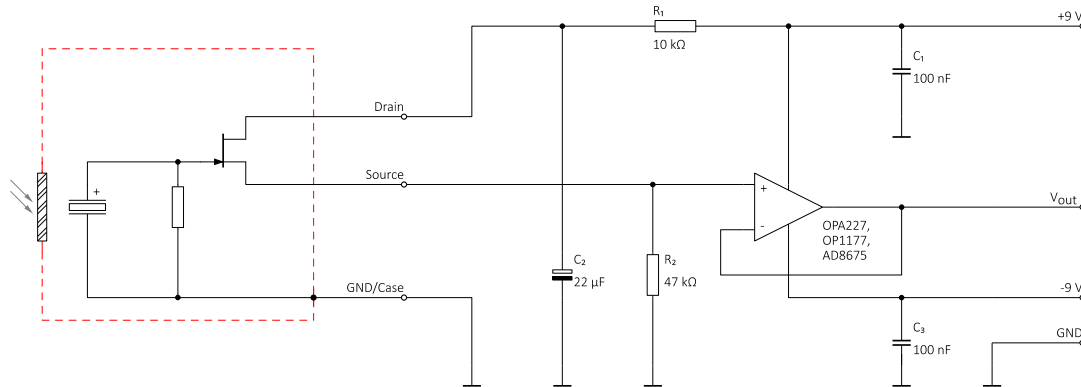 R₁
10 kΩ
+9 V
C₁
100 nF
Drain
Source
+
+
-
Vout
OPA227,
OP1177,
AD8675
C₂
22 µF
R₂
47 kΩ
GND/Case
-9 V
C₃
100 nF
GND